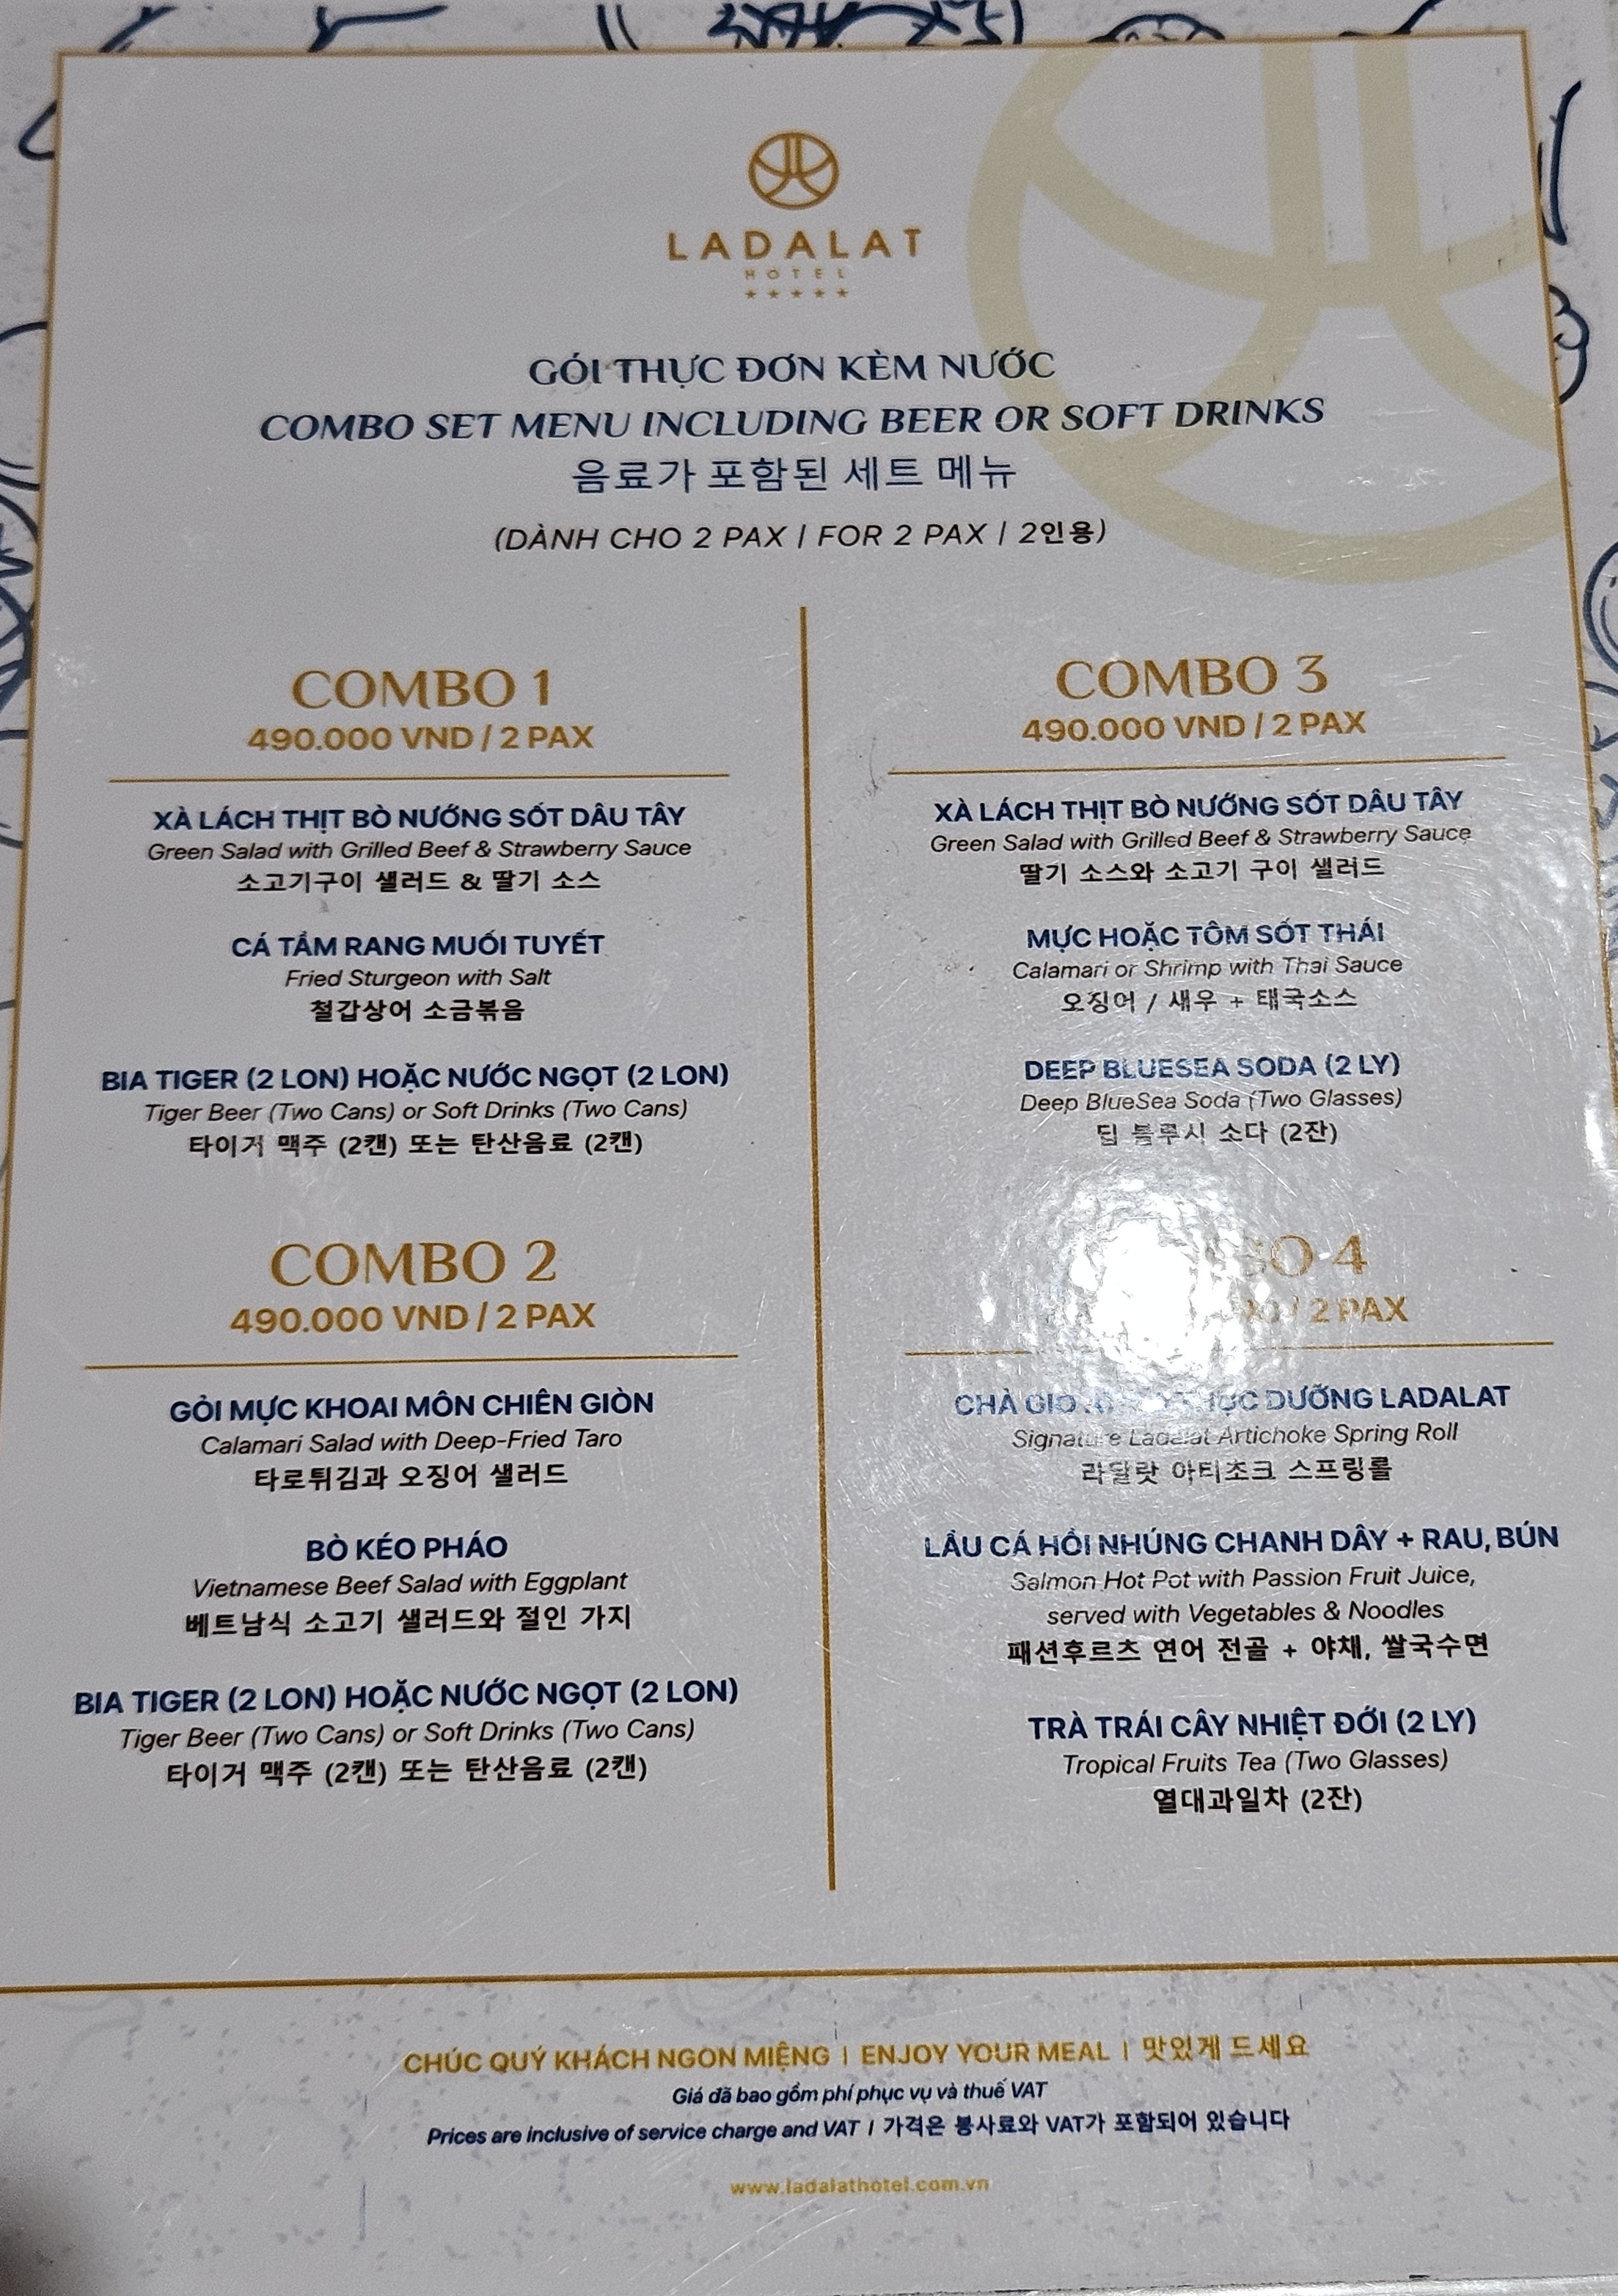 LADALAT
HOTEL
GÓI THỰC ĐƠN KÈM NƯỚC
COMBO SET MENU INCLUDING BEER OR SOFT DRINKS
음료가 포함된 세트 메뉴
(DÀNH CHO 2 PAX | FOR 2 PAX | 2인용)
COMBO 1
490.000 VND / 2 PAX
XÀ LÁCH THỊT BÒ NƯỚNG SỐT DÂU TÂY
Green Salad with Grilled Beef & Strawberry Sauce
소고기구이 샐러드 & 딸기 소스
CÁ TẦM RANG MUỐI TUYẾT
Fried Sturgeon with Salt
철갑상어 소금볶음
BIA TIGER (2 LON) HOẶC NƯỚC NGỌT (2 LON)
Tiger Beer (Two Cans) or Soft Drinks (Two Cans)
타이거 맥주 (2캔) 또는 탄산음료 (2캔)
COMBO 2
490.000 VND / 2 PAX
GỎI MỰC KHOAI MÔN CHIÊN GIÒN
Calamari Salad with Deep-Fried Taro
타로튀김과 오징어 샐러드
BÒ KÉO PHÁO
Vietnamese Beef Salad with Eggplant
베트남식 소고기 샐러드와 절인 가지
BIA TIGER (2 LON) HOẶC NƯỚC NGỌT (2 LON)
Tiger Beer (Two Cans) or Soft Drinks (Two Cans)
타이거 맥주 (2캔) 또는 탄산음료 (2캔)
COMBO 3
490.000 VND / 2 PAX
XÀ LÁCH THỊT BÒ NƯỚNG SỐT DÂU TÂY
Green Salad with Grilled Beef & Strawberry Sauce
딸기 소스와 소고기 구이 샐러드
MỰC HOẶC TÔM SỐT THÁI
Calamari or Shrimp with Thai Sauce
오징어 / 새우 + 태국소스
DEEP BLUESEA SODA (2 LY)
Deep BlueSea Soda (Two Glasses)
딥 블루시 소다 (2잔)
4
/ 2 PAX
CHẢ DƯỠNG LADALAT
Signature Ladalat Artichoke Spring Roll
라달랏 아티초크 스프링롤
LẨU CÁ HỒI NHÚNG CHANH DÂY + RAU, BÚN
Salmon Hot Pot with Passion Fruit Juice,
served with Vegetables & Noodles
패션후르츠 연어 전골 + 야채, 쌀국수면
TRÀ TRÁI CÂY NHIỆT ĐỚI (2 LY)
Tropical Fruits Tea (Two Glasses)
열대과일차 (2잔)
CHÚC QUÝ KHÁCH NGON MIỆNG | ENJOY YOUR MEAL | 맛있게 드세요
Giá đã bao gồm phí phục vụ và thuế VAT
Prices are inclusive of service charge and VAT | 가격은 봉사료와 VAT가 포함되어 있습니다
www.ladalathotel.com.vn